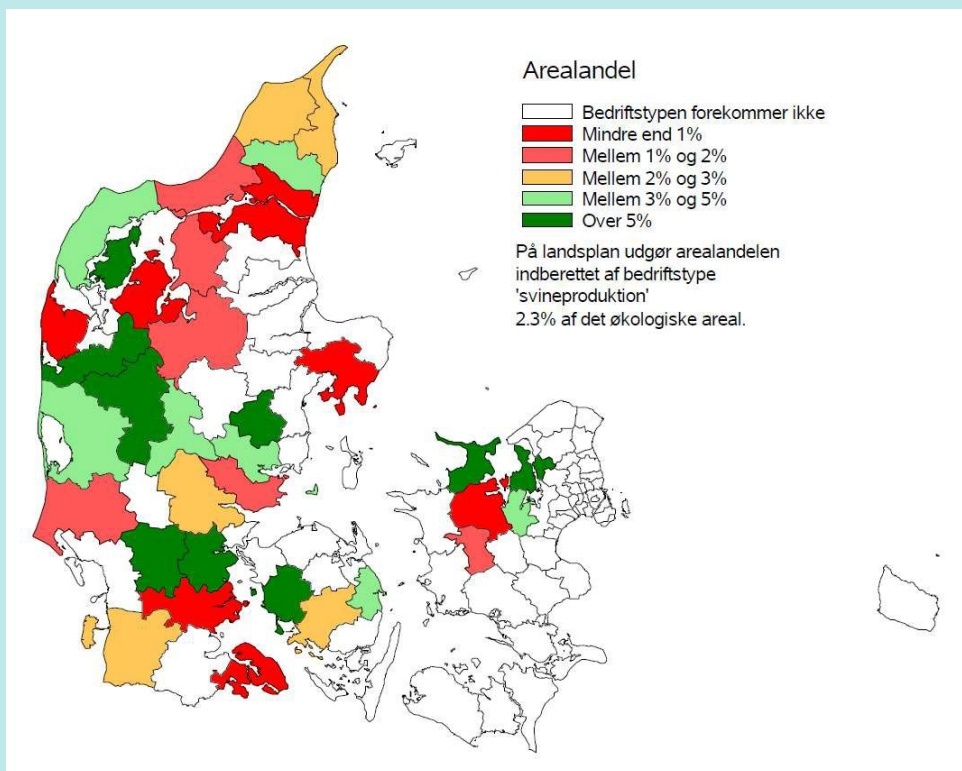 Arealandel
Bedriftstypen forekommer ikke
Mindre end 1%
Mellem 1% og 2%
Mellem 2% og 3%
Mellem 3% og 5%
Over 5%
På landsplan udgør arealandelen
indberettet af bedriftstype
'svineproduktion'
2.3% af det økologiske areal.